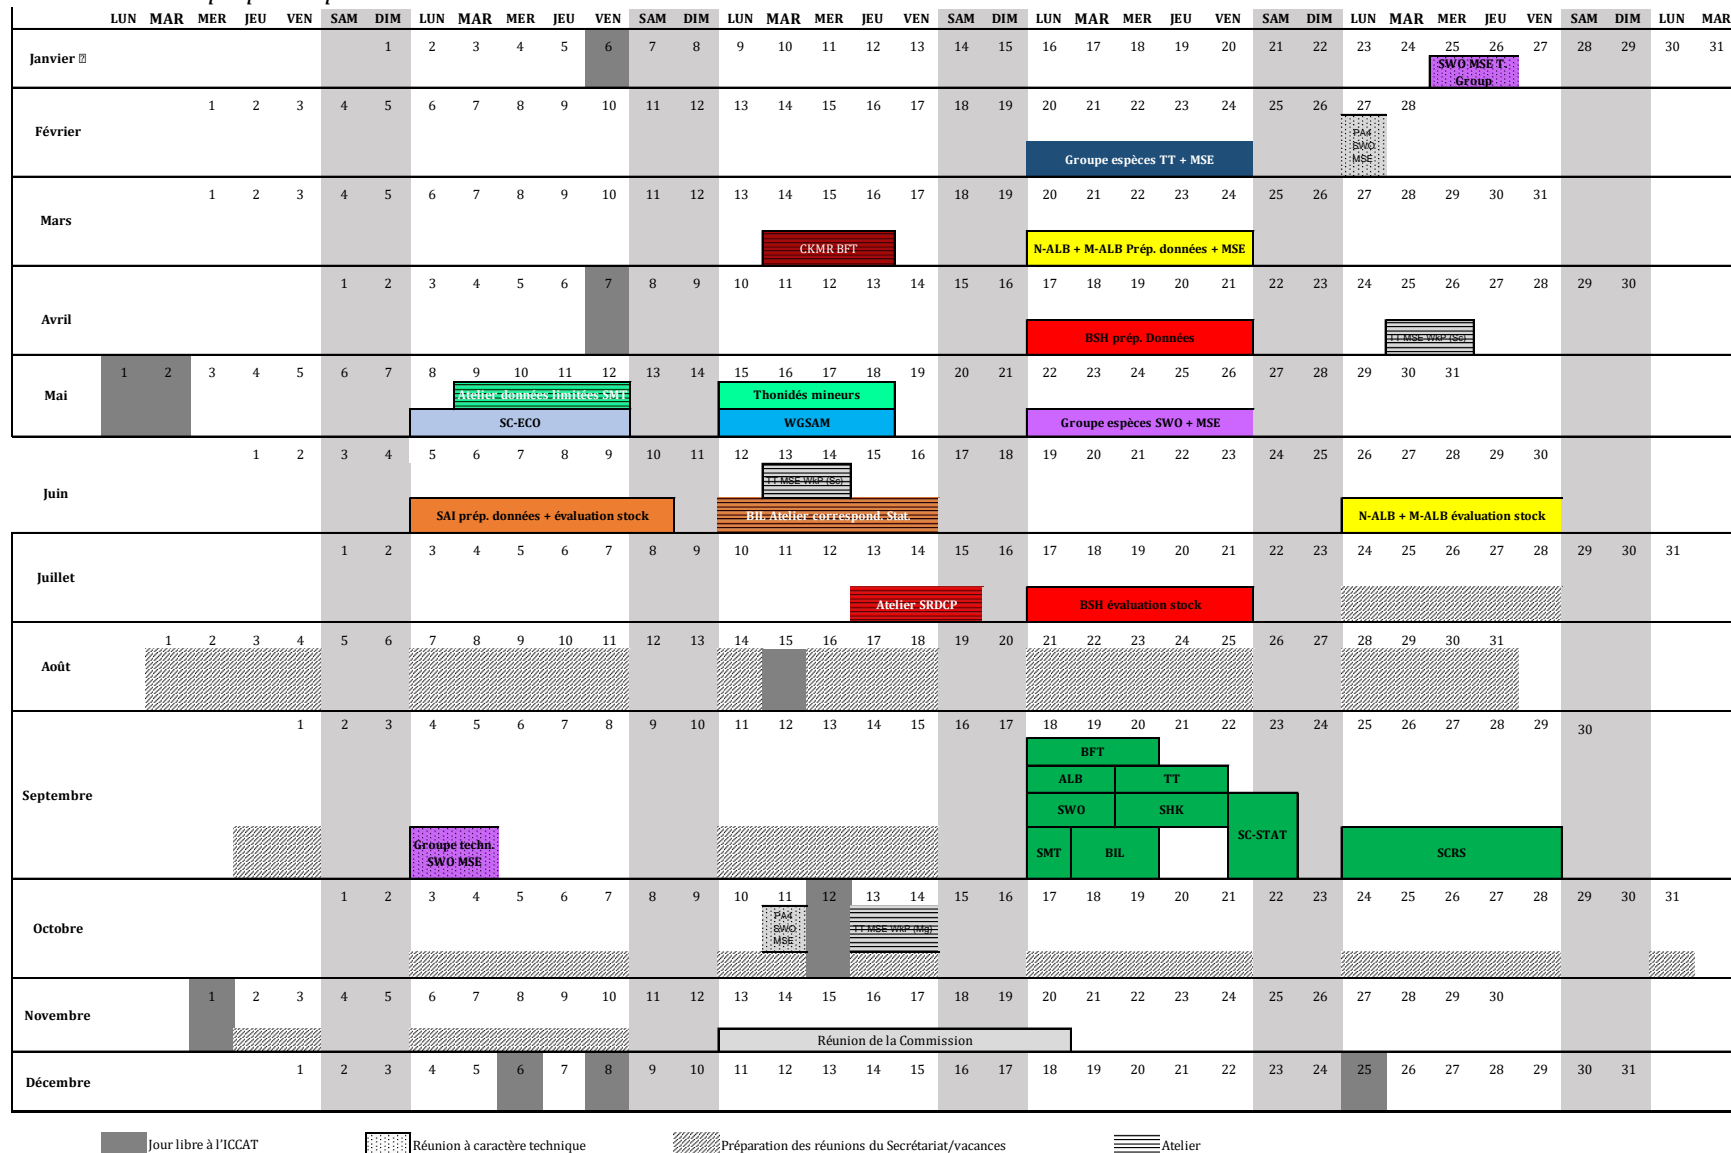 LUN MAR MER JEU VEN SAM DIM LUN MAR MER JEU VEN SAM DIM LUN MAR MER JEU VEN SAM DIM LUN MAR MER JEU VEN SAM DIM LUN MAR MER JEU VEN SAM DIM LUN MAR
Janvier 1 2 3 4 5 6 7 8 9 10 11 12 13 14 15 16 17 18 19 20 21 22 23 24 25 26 27 28 29 30 31
SWO MSE T.
Group
Février 1 2 3 4 5 6 7 8 9 10 11 12 13 14 15 16 17 18 19 20 21 22 23 24 25 26 27 28
PA4
SWO
MSE
Groupe espèces TT + MSE
Mars 1 2 3 4 5 6 7 8 9 10 11 12 13 14 15 16 17 18 19 20 21 22 23 24 25 26 27 28 29 30 31
CKMR BFT
N-ALB + M-ALB Prép. données + MSE
Avril 1 2 3 4 5 6 7 8 9 10 11 12 13 14 15 16 17 18 19 20 21 22 23 24 25 26 27 28 29 30
BSH prép. Données
TT MSE WkP (Sc)
Mai 1 2 3 4 5 6 7 8 9 10 11 12 13 14 15 16 17 18 19 20 21 22 23 24 25 26 27 28 29 30 31
Atelier données limitées SMT
Thonidés mineurs
SC-ECO
WGSAM
Groupe espèces SWO + MSE
Juin 1 2 3 4 5 6 7 8 9 10 11 12 13 14 15 16 17 18 19 20 21 22 23 24 25 26 27 28 29 30
TT MSE WkP (Sc)
SAI prép. données + évaluation stock
BIL Atelier correspond. Stat.
N-ALB + M-ALB évaluation stock
Juillet 1 2 3 4 5 6 7 8 9 10 11 12 13 14 15 16 17 18 19 20 21 22 23 24 25 26 27 28 29 30 31
Atelier SRDCP
BSH évaluation stock
Août 1 2 3 4 5 6 7 8 9 10 11 12 13 14 15 16 17 18 19 20 21 22 23 24 25 26 27 28 29 30 31
Septembre 1 2 3 4 5 6 7 8 9 10 11 12 13 14 15 16 17 18 19 20 21 22 23 24 25 26 27 28 29 30
BFT
ALB TT
SWO SHK
SC-STAT
Groupe techn.
SWO MSE
SMT BIL
SCRS
Octobre 1 2 3 4 5 6 7 8 9 10 11 12 13 14 15 16 17 18 19 20 21 22 23 24 25 26 27 28 29 30 31
PA4
SWO
MSE
TT MSE WkP (Mg)
Novembre 1 2 3 4 5 6 7 8 9 10 11 12 13 14 15 16 17 18 19 20 21 22 23 24 25 26 27 28 29 30
Réunion de la Commission
Décembre 1 2 3 4 5 6 7 8 9 10 11 12 13 14 15 16 17 18 19 20 21 22 23 24 25 26 27 28 29 30 31
Jour libre à l'ICCAT
Réunion à caractère technique
Préparation des réunions du Secrétariat/vacances
Atelier